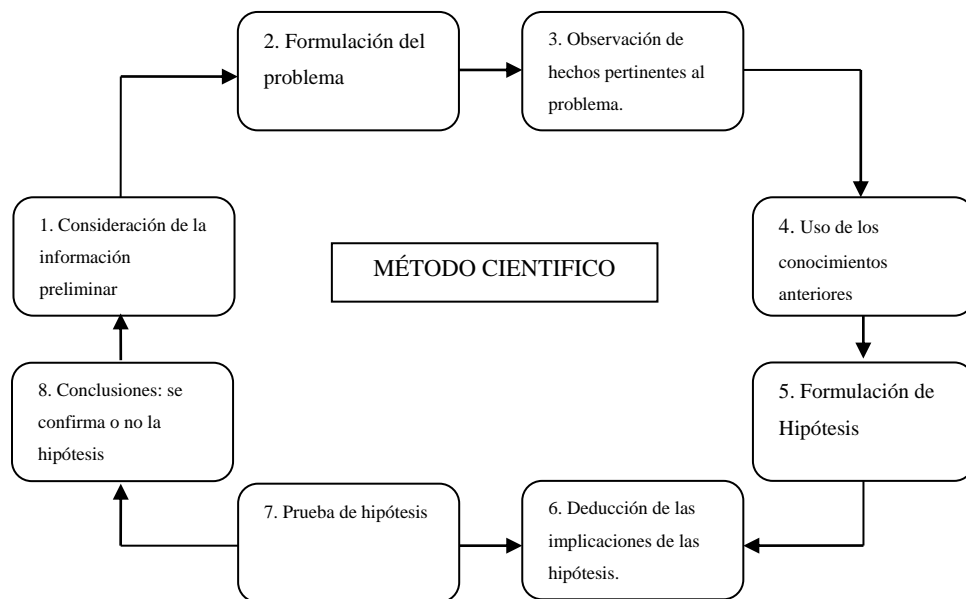 2. Formulación del
problema
3. Observación de
hechos pertinentes al
problema.
1. Consideración de la
información
preliminar
MÉTODO CIENTIFICO
4. Uso de los
conocimientos
anteriores
8. Conclusiones: se
confirma o no la
hipótesis
5. Formulación de
Hipótesis
7. Prueba de hipótesis
6. Deducción de las
implicaciones de las
hipótesis.